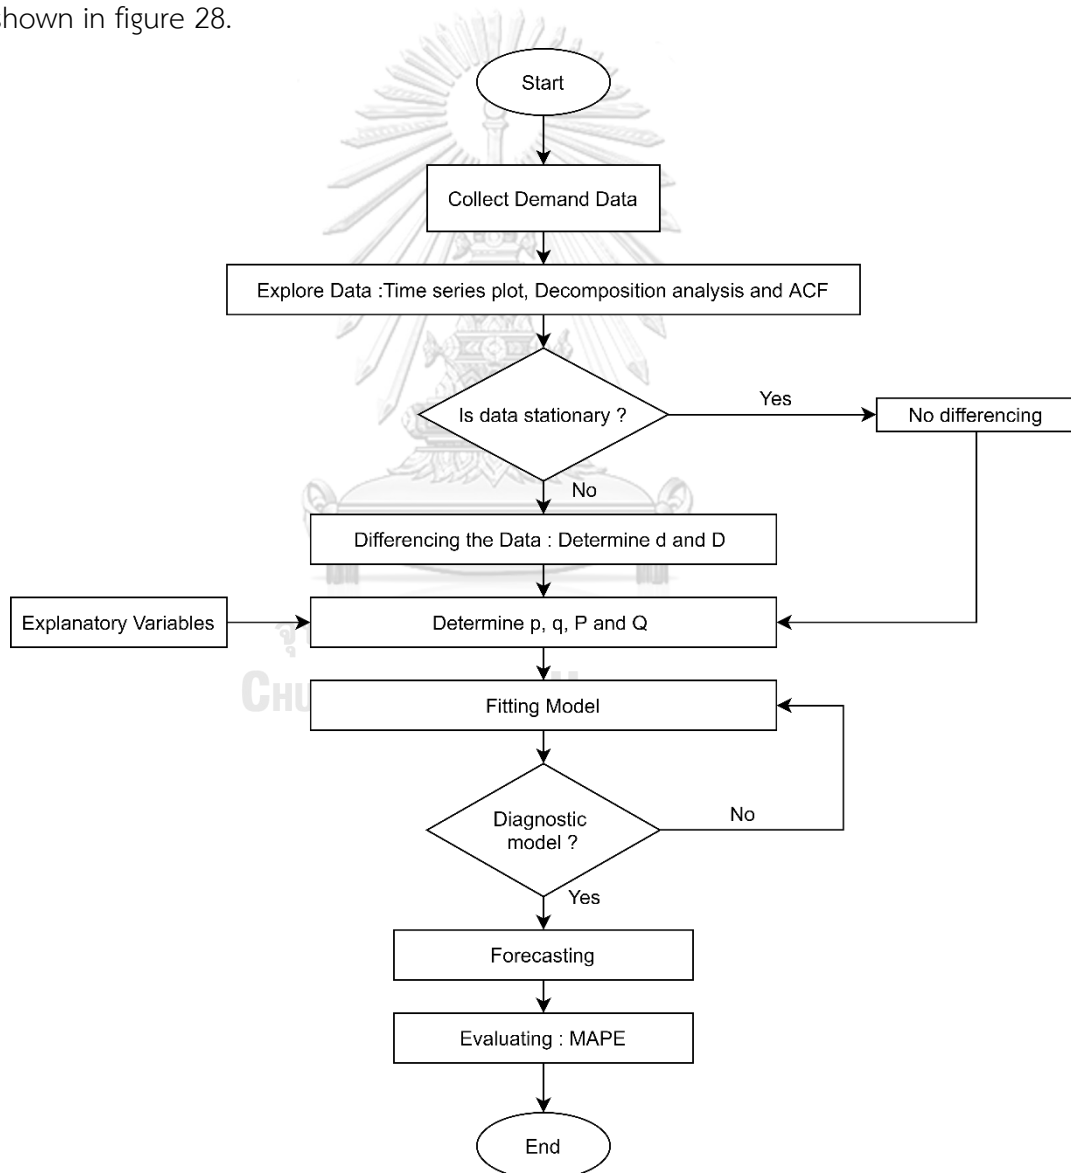 shown in figure 28.
Start
Collect Demand Data
Explore Data :Time series plot, Decomposition analysis and ACF
Is data stationary ?
Yes
No differencing
No
Differencing the Data : Determine d and D
Explanatory Variables
Determine p, q, P and Q
Fitting Model
Diagnostic
model ?
No
Yes
Forecasting
Evaluating : MAPE
End